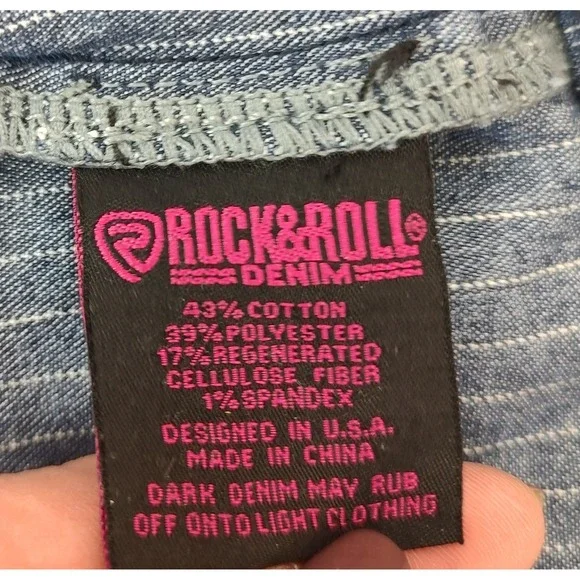 ROCK&ROLL®
DENIM
43% COTTON
39% POLYESTER
17% REGENERATED
CELLULOSE FIBER
1% SPANDEX
DESIGNED IN U.S.A.
MADE IN CHINA
DARK DENIM MAY RUB
OFF ONTO LIGHT CLOTHING